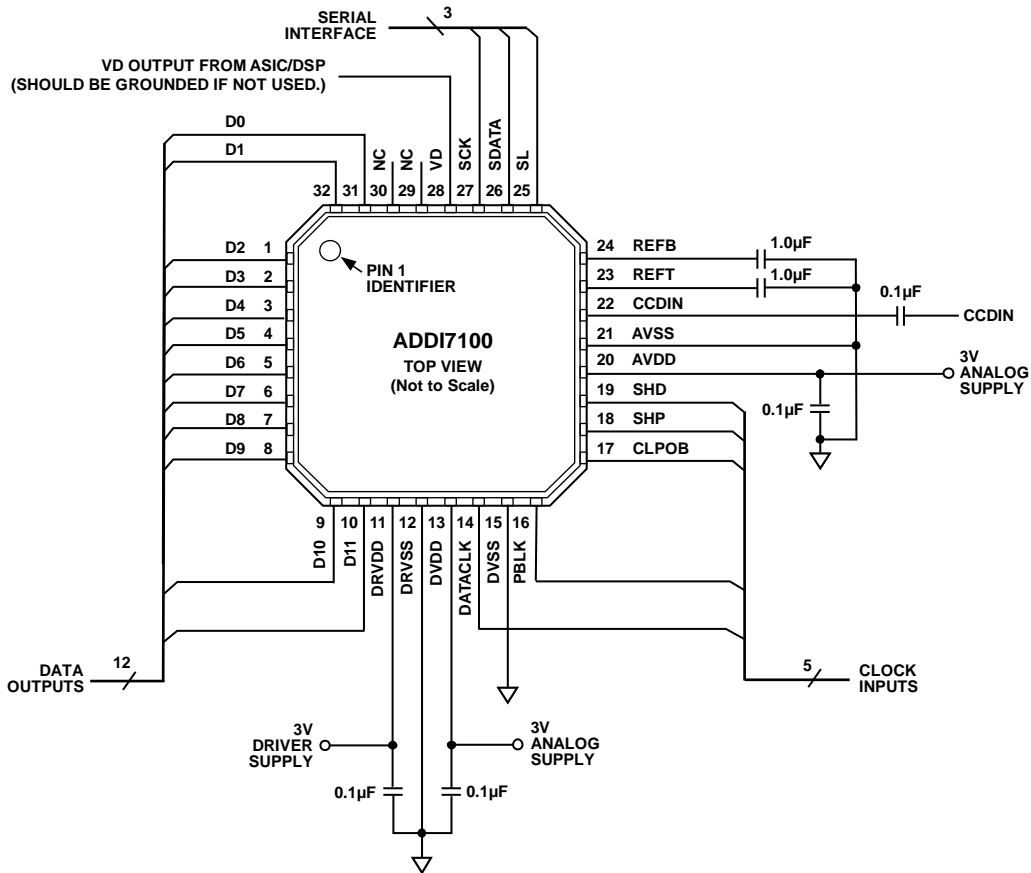 SERIAL
INTERFACE
3
VD OUTPUT FROM ASIC/DSP
(SHOULD BE GROUNDED IF NOT USED.)
D0
D1
NC
NC
VD
SCK
SDATA
SL
32 31 30 29 28 27 26 25
D2 1
D3 2
D4 3
D5 4
D6 5
D7 6
D8 7
D9 8
PIN 1
IDENTIFIER
ADDI7100
TOP VIEW
(Not to Scale)
24 REFB
23 REFT
22 CCDIN
21 AVSS
20 AVDD
19 SHD
18 SHP
17 CLPOB
1.0µF
1.0µF
0.1µF
CCDIN
3V
ANALOG
SUPPLY
0.1µF
9 10 11 12 13 14 15 16
D10
D11
DRVDD
DRVSS
DVDD
DATACLK
DVSS
PBLK
DATA
OUTPUTS
12
5
CLOCK
INPUTS
3V
DRIVER
SUPPLY
3V
ANALOG
SUPPLY
0.1µF
0.1µF